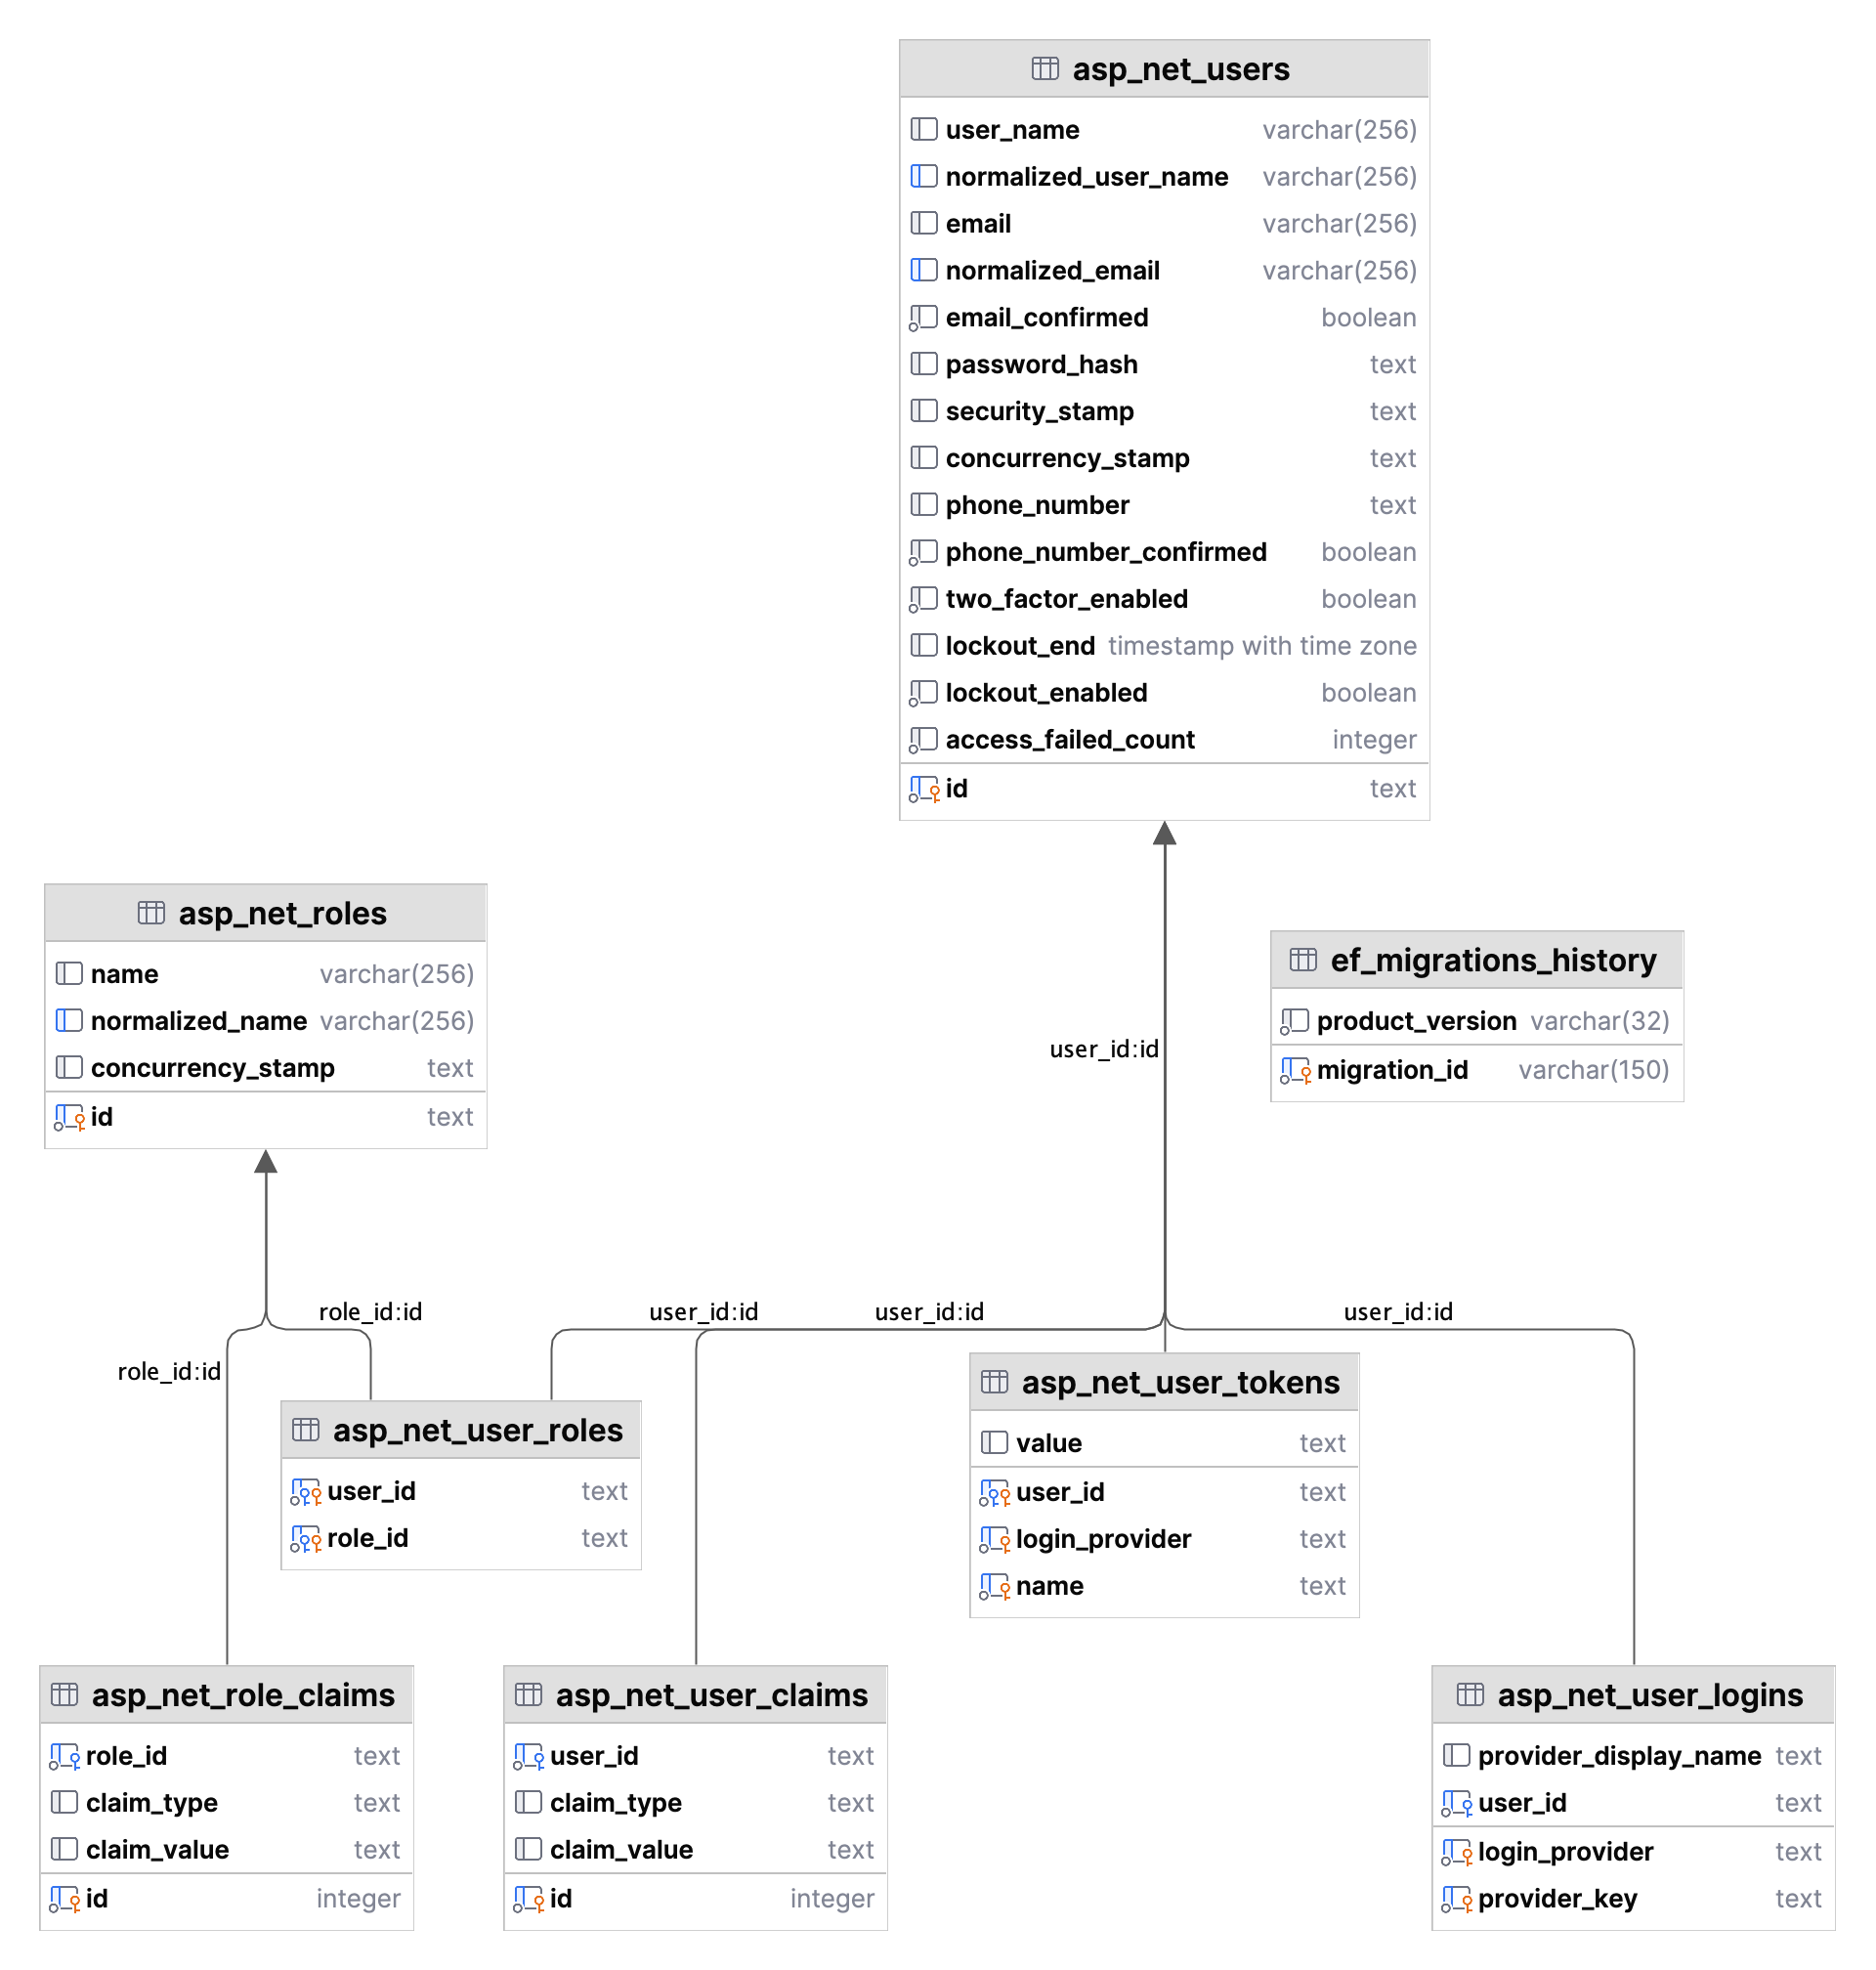 asp_net_users
user_name varchar(256)
normalized_user_name varchar(256)
email varchar(256)
normalized_email varchar(256)
email_confirmed boolean
password_hash text
security_stamp text
concurrency_stamp text
phone_number text
phone_number_confirmed boolean
two_factor_enabled boolean
lockout_end timestamp with time zone
lockout_enabled boolean
access_failed_count integer
id text
asp_net_roles
name varchar(256)
normalized_name varchar(256)
concurrency_stamp text
id text
ef_migrations_history
product_version varchar(32)
migration_id varchar(150)
user_id:id
role_id:id
user_id:id
user_id:id
user_id:id
role_id:id
asp_net_user_roles
user_id text
role_id text
asp_net_user_tokens
value text
user_id text
login_provider text
name text
asp_net_role_claims
role_id text
claim_type text
claim_value text
id integer
asp_net_user_claims
user_id text
claim_type text
claim_value text
id integer
asp_net_user_logins
provider_display_name text
user_id text
login_provider text
provider_key text